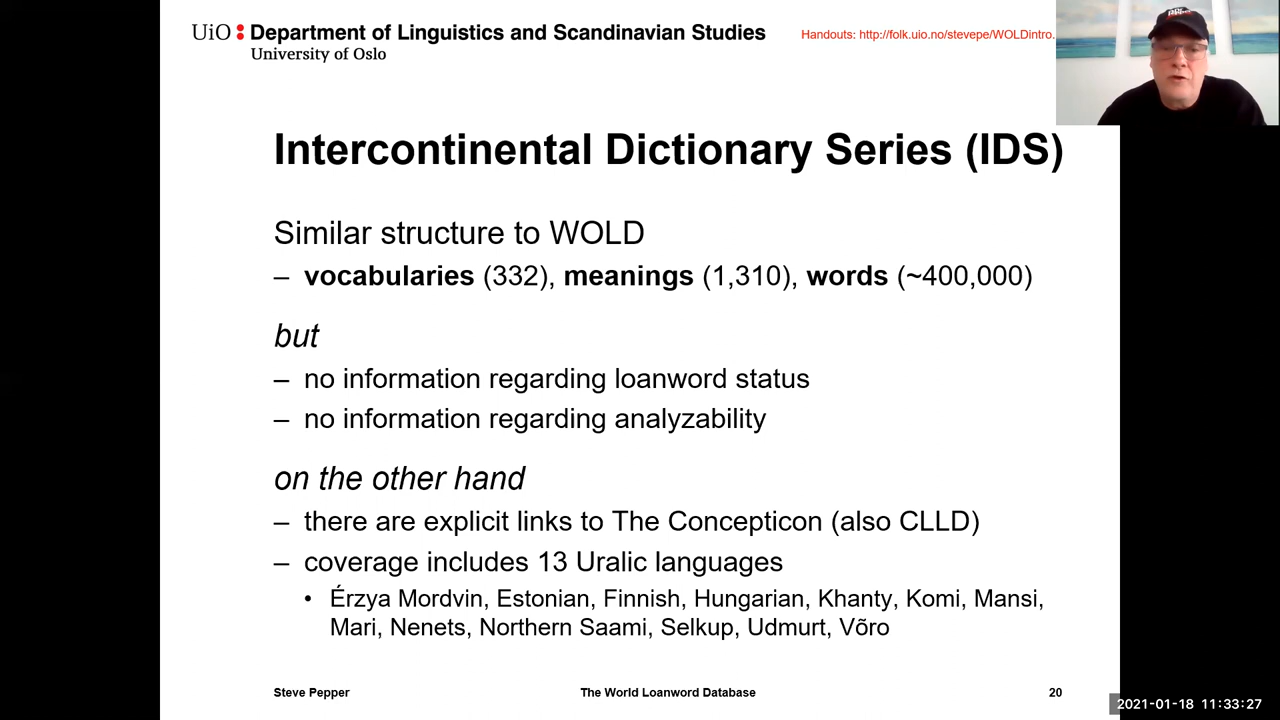 UiO : Department of Linguistics and Scandinavian Studies
University of Oslo
Handouts: http://folk.uio.no/stevepe/WOLDintro.
Intercontinental Dictionary Series (IDS)
Similar structure to WOLD
– vocabularies (332), meanings (1,310), words (~400,000)
but
– no information regarding loanword status
– no information regarding analyzability
on the other hand
– there are explicit links to The Concepticon (also CLLD)
– coverage includes 13 Uralic languages
• Érzya Mordvin, Estonian, Finnish, Hungarian, Khanty, Komi, Mansi,
Mari, Nenets, Northern Saami, Selkup, Udmurt, Võro
Steve Pepper
The World Loanword Database
20
2021-01-18 11:33:27